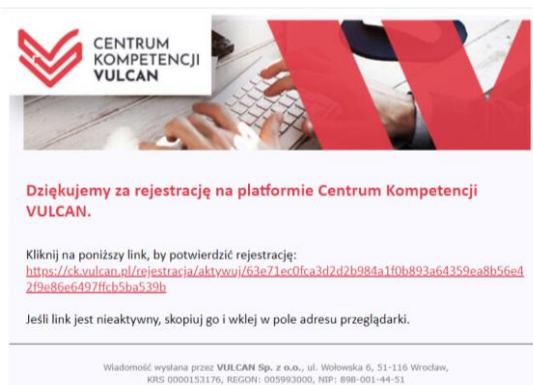 CENTRUM
KOMPETENCJI
VULCAN
Dziękujemy za rejestrację na platformie Centrum Kompetencji
VULCAN.
Kliknij na poniższy link, by potwierdzić rejestrację:
https://ck.vulcan.pl/rejestracja/aktywuj/63e71ec0fca3d2d2b984a1f0b893a64359ea8b56e4
2f9e86e6497ffcb5ba539b
Jeśli link jest nieaktywny, skopiuj go i wklej w pole adresu przeglądarki.
Wiadomość wysłana przez VULCAN Sp. z o.o., ul. Wołowska 6, 51-116 Wrocław,
KRS 0000153176, REGON: 005993000, NIP: 898-001-44-51